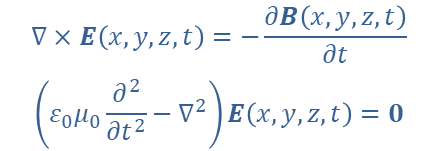 ∇ × E(x, y, z, t) = − ∂B(x, y, z, t) / ∂t
(ε₀μ₀ ∂²/∂t² − ∇²) E(x, y, z, t) = 0